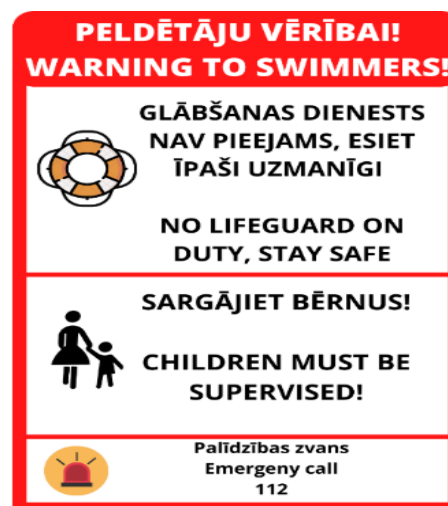 PELDĒTĀJU VĒRĪBAI!
WARNING TO SWIMMERS!
GLĀBŠANAS DIENESTS
NAV PIEEJAMS, ESIET
ĪPAŠI UZMANĪGI
NO LIFEGUARD ON
DUTY, STAY SAFE
SARGĀJIET BĒRNUS!
CHILDREN MUST BE
SUPERVISED!
Palīdzības zvans
Emergeny call
112